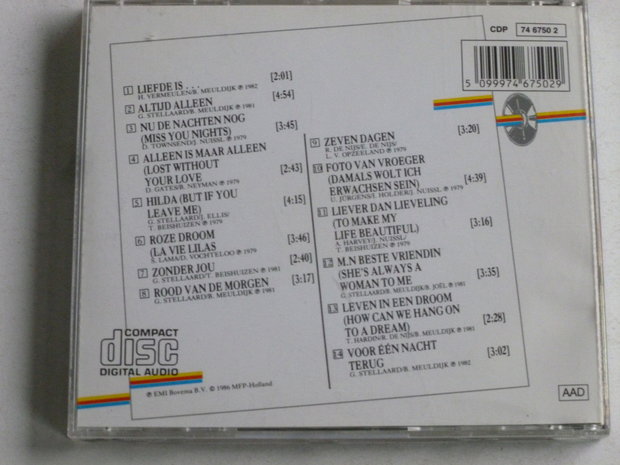 CDP 74 6750 2
5 099974 675029
1 LIEFDE IS . . . [2:01]
H. VERMEULEN/B. MEULDIJK ℗ 1982
2 ALTIJD ALLEEN [4:54]
G. STELLAARD/B. MEULDIJK ℗ 1981
3 NU DE NACHTEN NOG
(MISS YOU NIGHTS) [3:45]
D. TOWNSEND/J. NUISSL ℗ 1979
4 ALLEEN IS MAAR ALLEEN
(LOST WITHOUT
YOUR LOVE [2:43]
D. GATES/B. NEYMAN ℗ 1979
5 HILDA (BUT IF YOU
LEAVE ME) [4:15]
G. STELLAARD/J. ELLIS/
T. BEISHUIZEN ℗ 1979
6 ROZE DROOM
(LA VIE LILAS [3:46]
S. LAMA/D. VOCHTELOO ℗ 1979
7 ZONDER JOU [2:40]
G. STELLAARD/T. BEISHUIZEN ℗ 1981
8 ROOD VAN DE MORGEN [3:17]
G. STELLAARD/B. MEULDIJK ℗ 1981
9 ZEVEN DAGEN [3:20]
R. DE NIJS/E. DE NIJS/
L. V. OPZEELAND ℗ 1979
10 FOTO VAN VROEGER
(DAMALS WOLT ICH
ERWACHSEN SEIN) [4:39]
U. JÜRGENS/F. HOLDER/J. NUISSL ℗ 1979
11 LIEVER DAN LIEVELING
(TO MAKE MY
LIFE BEAUTIFUL) [3:16]
A. HARVEY/J. NUISSL/
T. BEISHUIZEN ℗ 1979
12 M.N BESTE VRIENDIN
(SHE'S ALWAYS A
WOMAN TO ME [3:35]
G. STELLAARD/B. MEULDIJK/B. JOËL ℗ 1981
13 LEVEN IN EEN DROOM
(HOW CAN WE HANG ON
TO A DREAM) [2:28]
T. HARDIN/R. DE NIJS/B. MEULDIJK ℗ 1981
14 VOOR ÉÉN NACHT
TERUG [3:02]
G. STELLAARD/B. MEULDIJK ℗ 1982
COMPACT
disc
DIGITAL AUDIO
℗ EMI Bovema B.V. © 1986 MFP-Holland
AAD